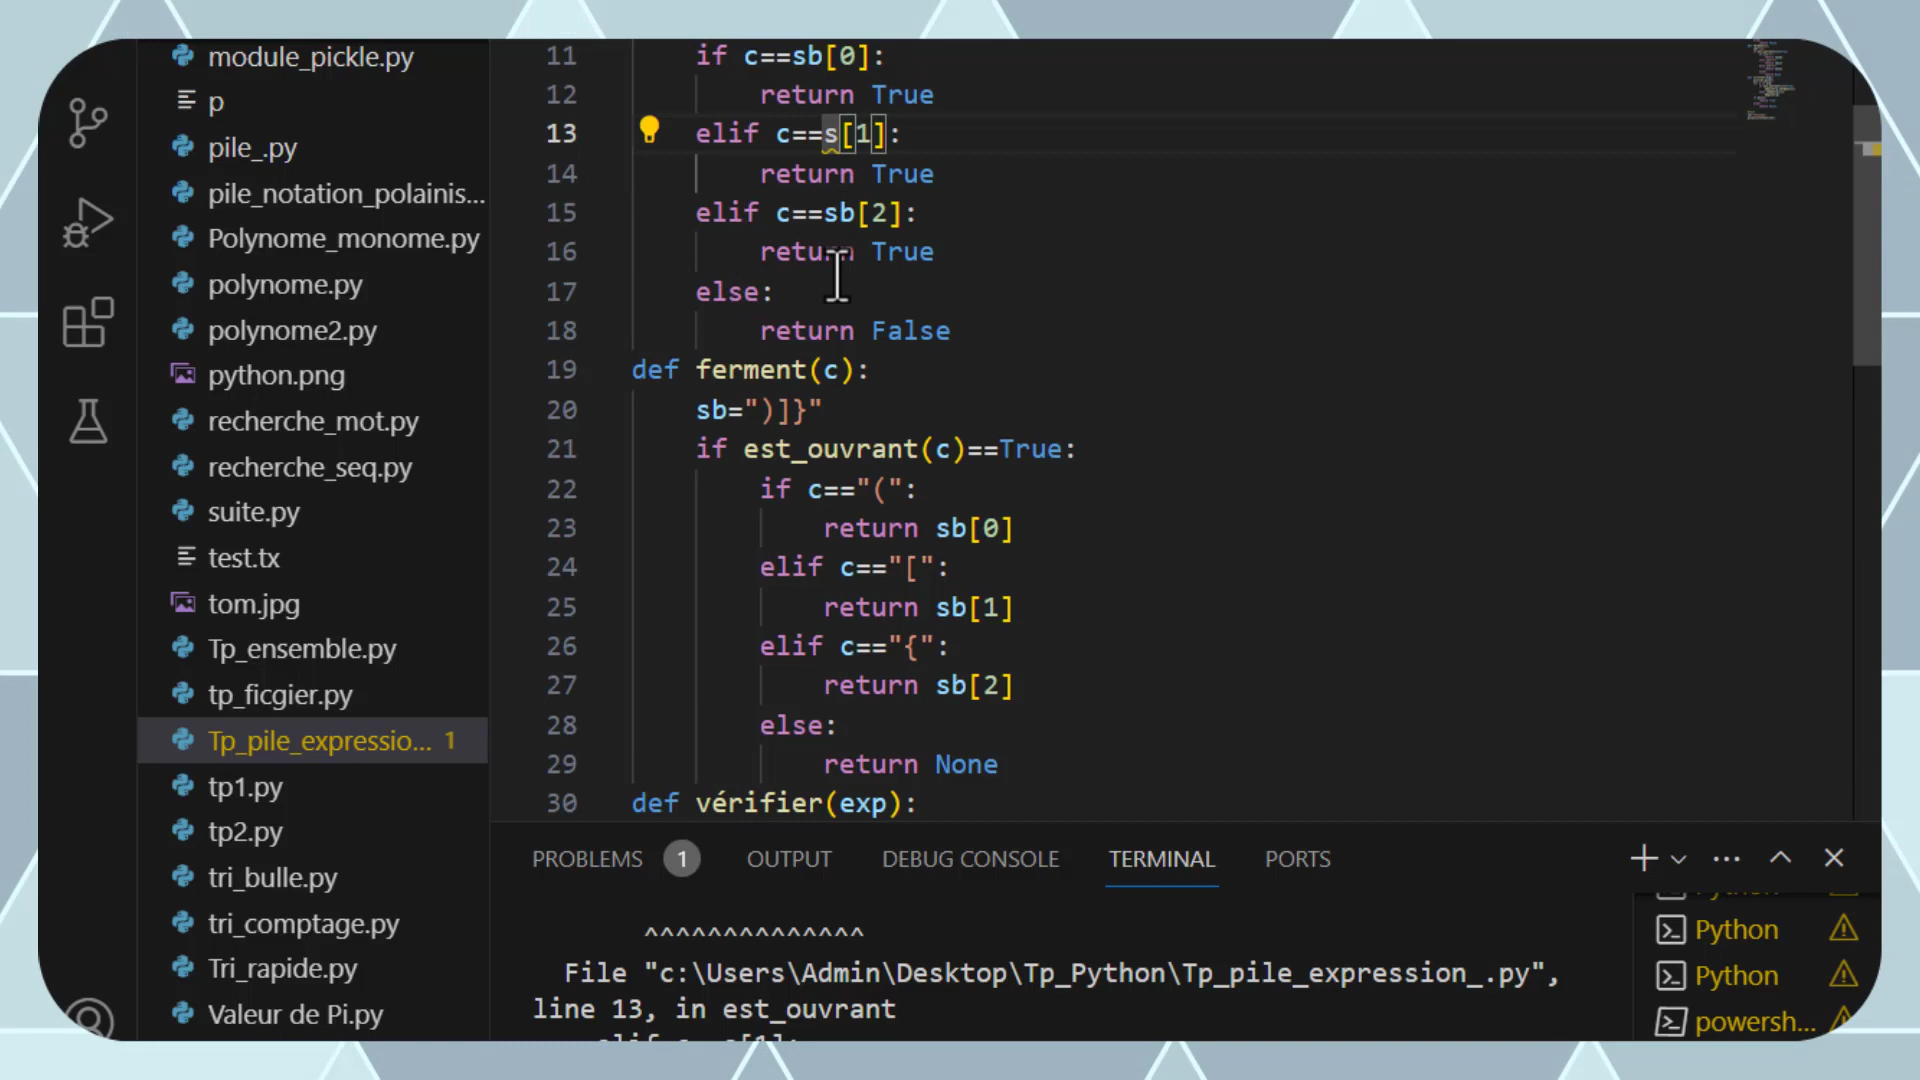 module_pickle.py
p
pile_.py
pile_notation_polainis...
Polynome_monome.py
polynome.py
polynome2.py
python.png
recherche_mot.py
recherche_seq.py
suite.py
test.tx
tom.jpg
Tp_ensemble.py
tp_ficgier.py
Tp_pile_expressio... 1
tp1.py
tp2.py
tri_bulle.py
tri_comptage.py
Tri_rapide.py
Valeur de Pi.py
11 if c==sb[0]:
12 return True
13 elif c==s[1]:
14 return True
15 elif c==sb[2]:
16 return True
17 else:
18 return False
19 def ferment(c):
20 sb=")]}"
21 if est_ouvrant(c)==True:
22 if c=="(":
23 return sb[0]
24 elif c=="[":
25 return sb[1]
26 elif c=="{":
27 return sb[2]
28 else:
29 return None
30 def vérifier(exp):
PROBLEMS 1 OUTPUT DEBUG CONSOLE TERMINAL PORTS
^^^^^^^^^^^^^^
File "c:\Users\Admin\Desktop\Tp_Python\Tp_pile_expression_.py",
line 13, in est_ouvrant
Python
Python
powersh...